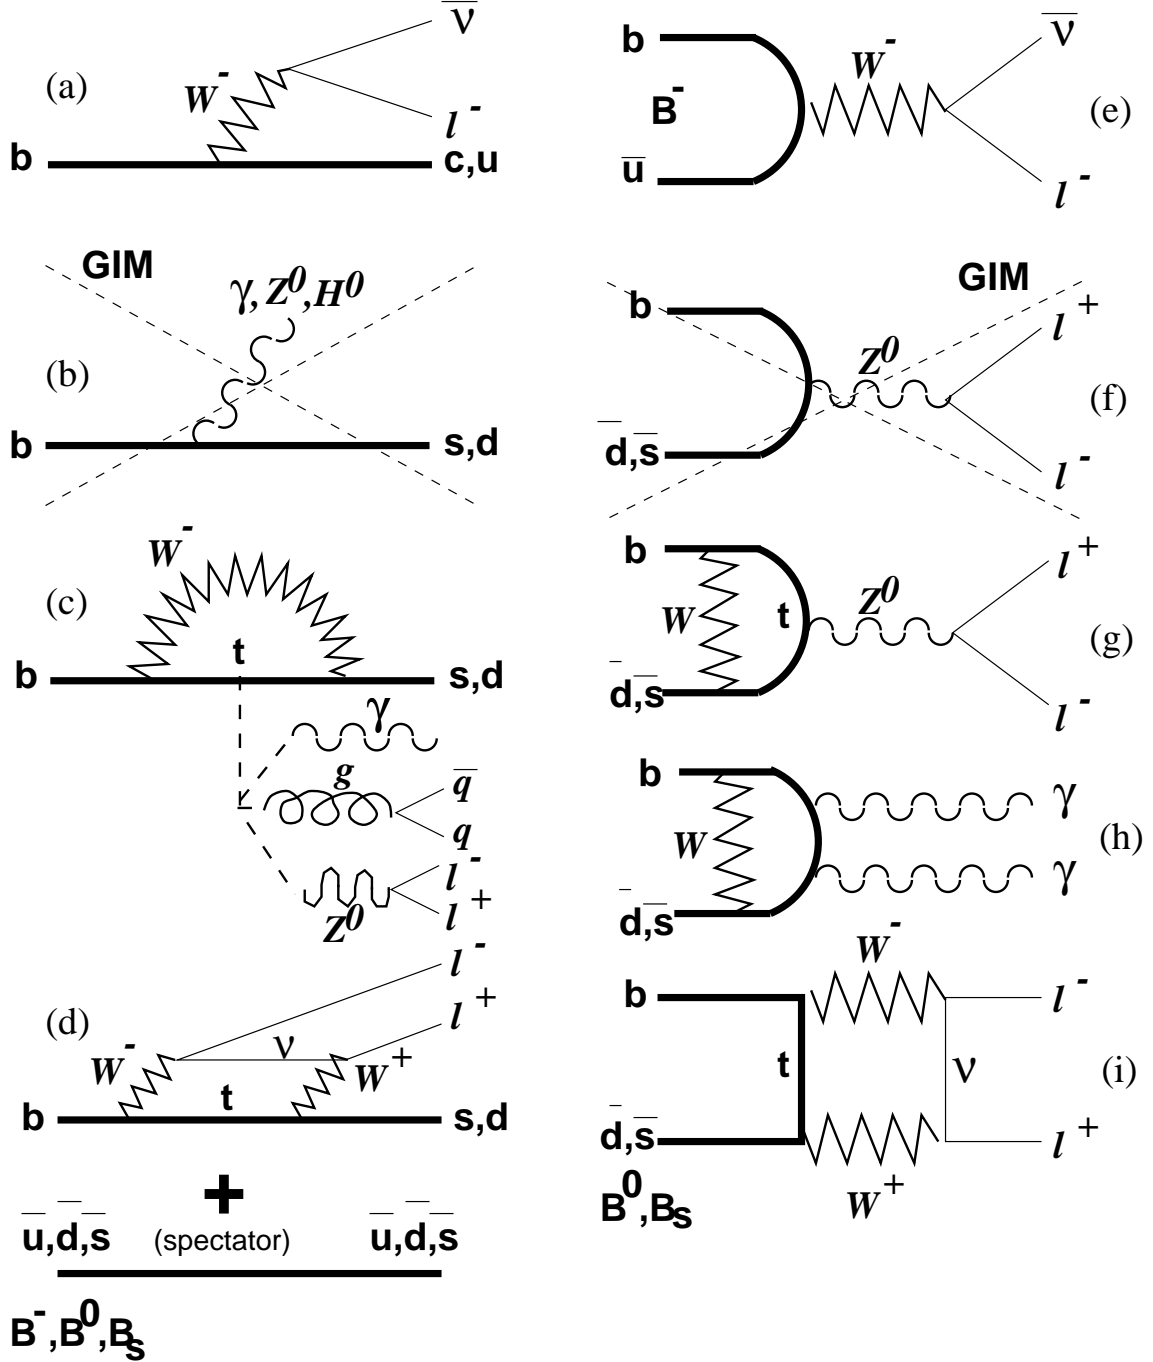 (a)
ν̅
W⁻
l⁻
b
c,u
GIM
γ, Z⁰, H⁰
(b)
b
s,d
W⁻
(c)
t
b
s,d
γ
g
q̅
q
l⁻
Z⁰
l⁺
l⁻
(d)
l⁺
W⁻
ν
W⁺
t
b
s,d
+
u̅,d̅,s̅ (spectator) u̅,d̅,s̅
B⁻,B⁰,Bₛ
b
W⁻
ν̅
B⁻
(e)
u̅
l⁻
GIM
b
l⁺
Z⁰
(f)
d̅,s̅
l⁻
b
l⁺
W
t
Z⁰
(g)
d̅,s̅
l⁻
b
γ
W
(h)
γ
d̅,s̅
W⁻
b
l⁻
t
ν
(i)
d̅,s̅
l⁺
B⁰,Bₛ
W⁺